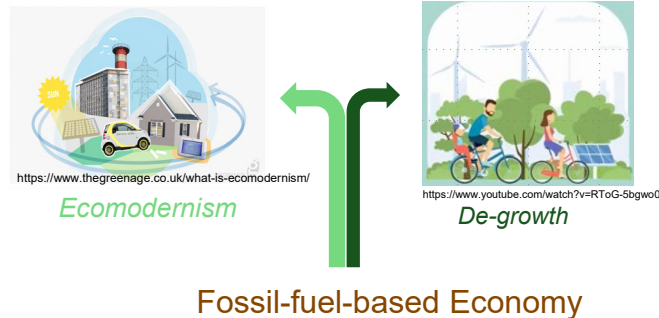 SUN
https://www.thegreenage.co.uk/what-is-ecomodernism/
Ecomodernism
https://www.youtube.com/watch?v=RToG-5bgwo0
De-growth
Fossil-fuel-based Economy